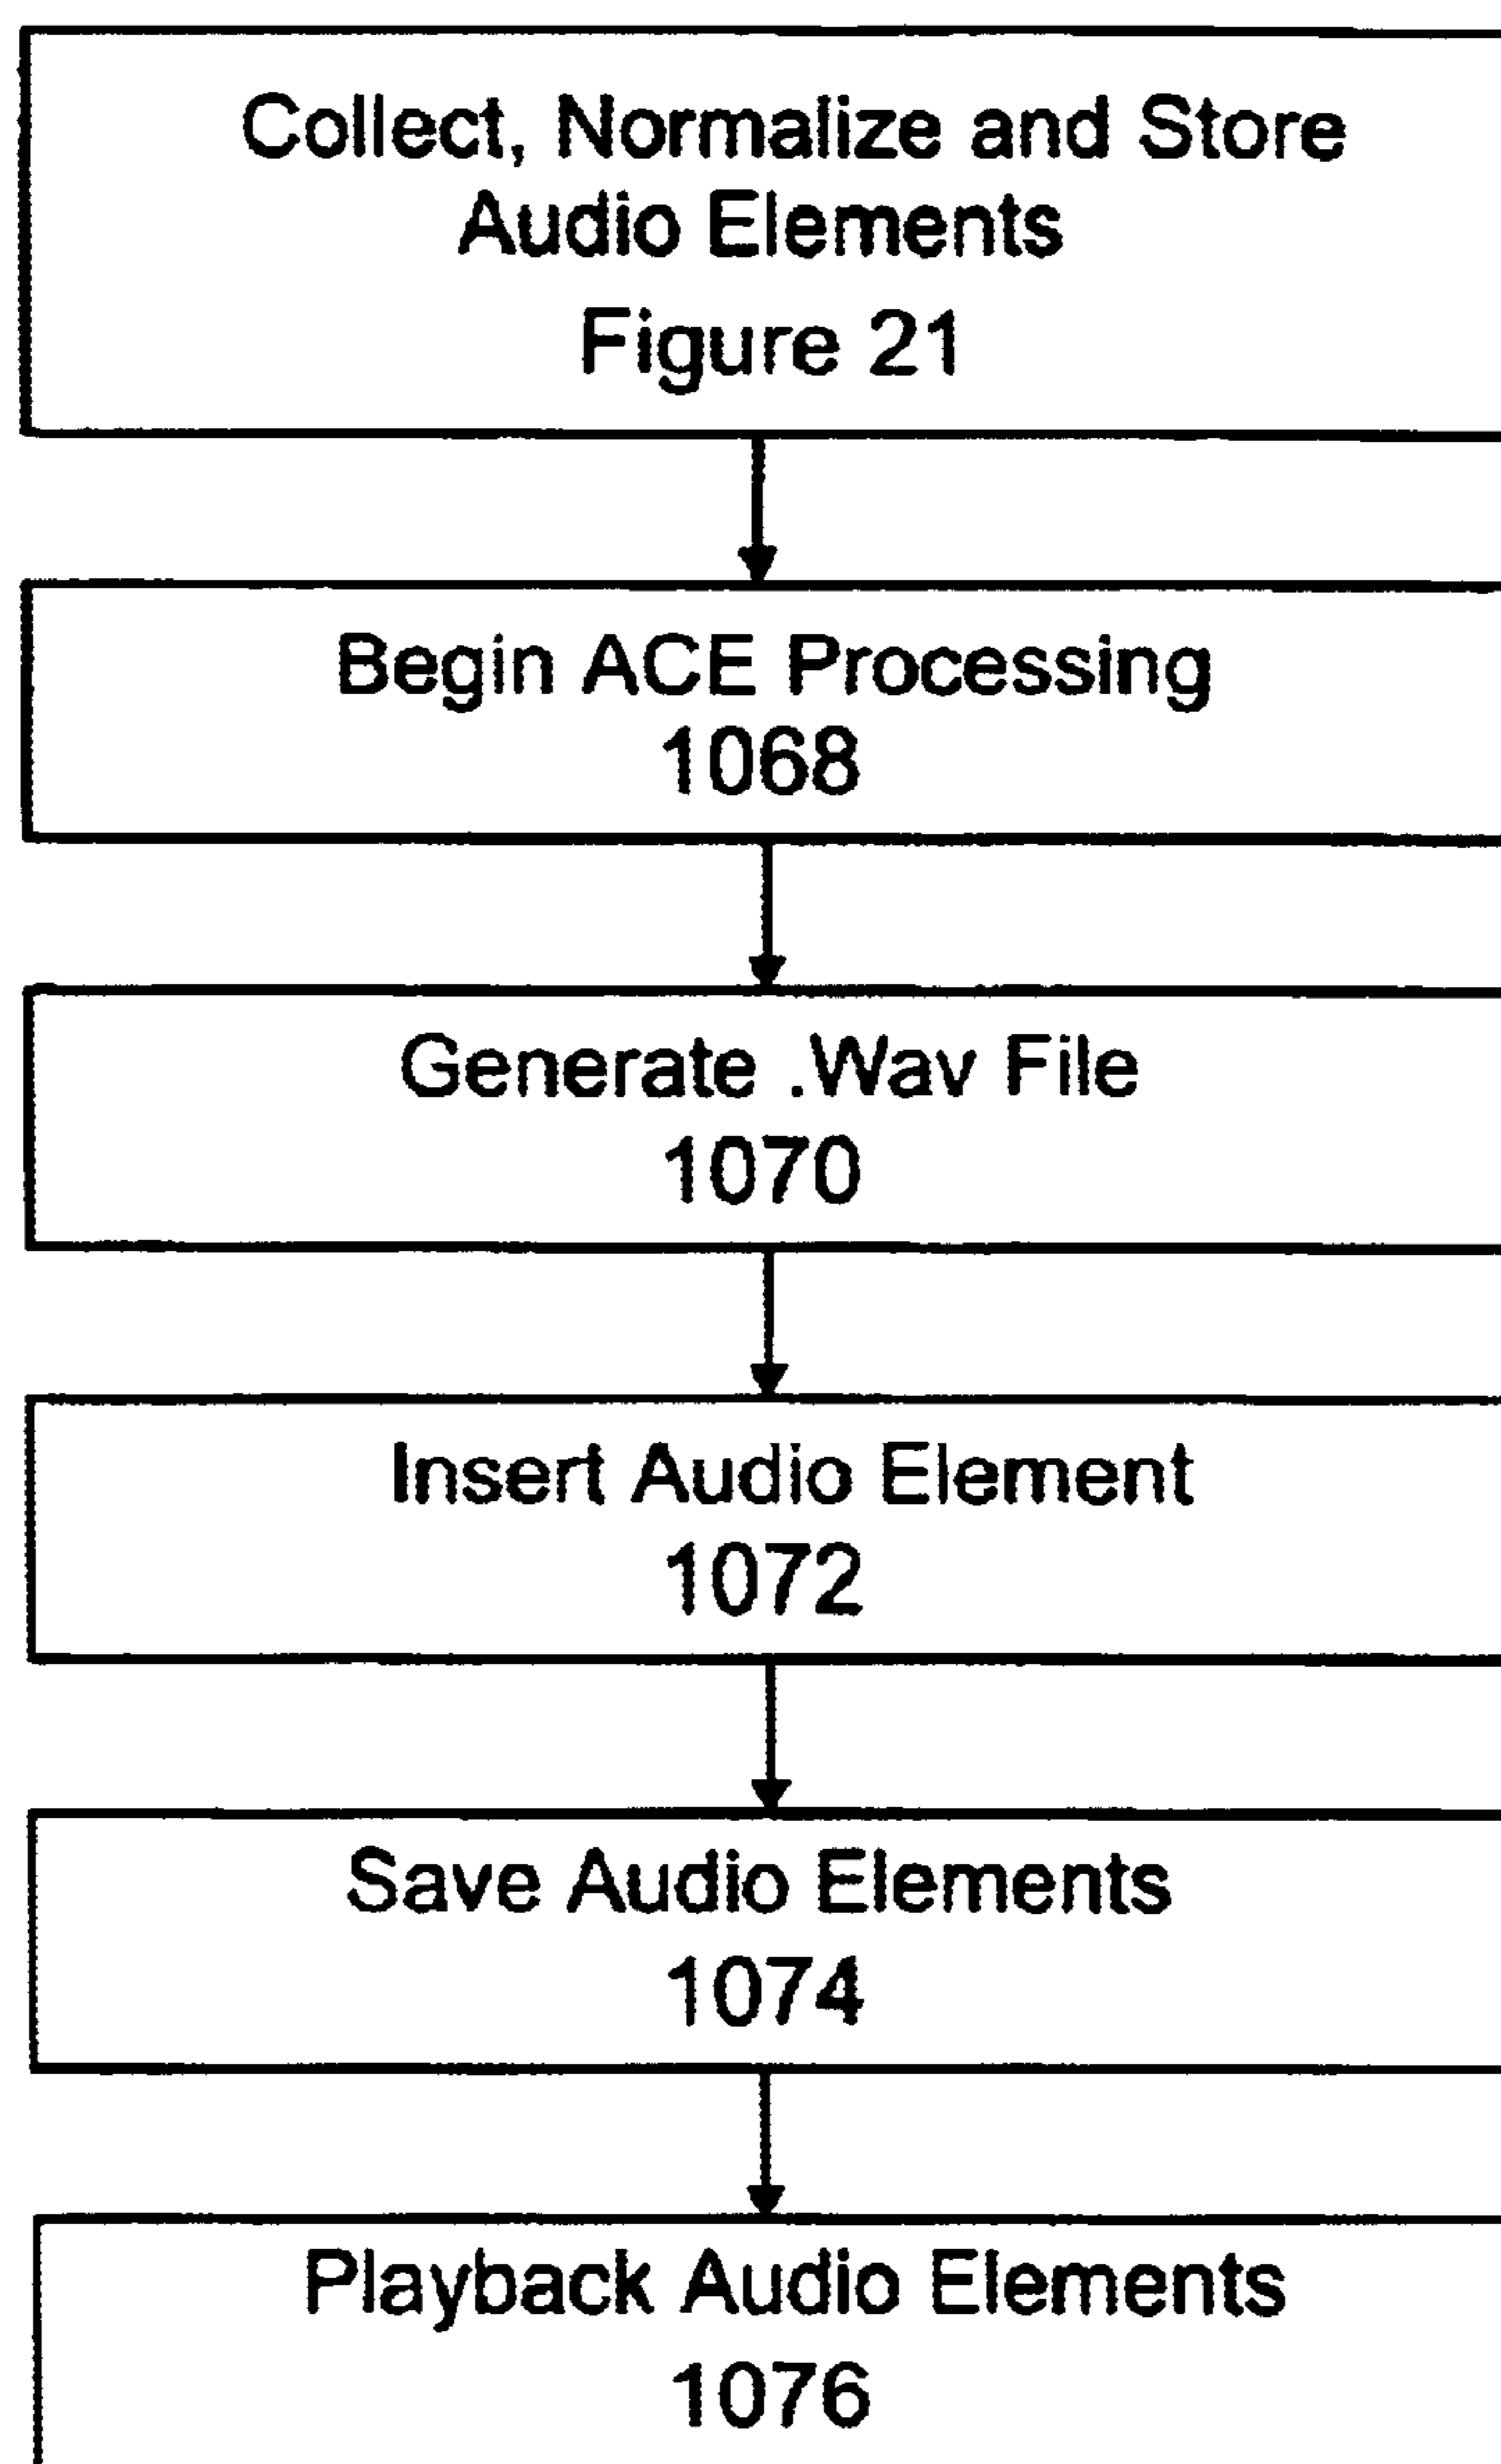 Collect, Normalize and Store
Audio Elements
Figure 21
Begin ACE Processing
1068
Generate .Wav File
1070
Insert Audio Element
1072
Save Audio Elements
1074
Playback Audio Elements
1076